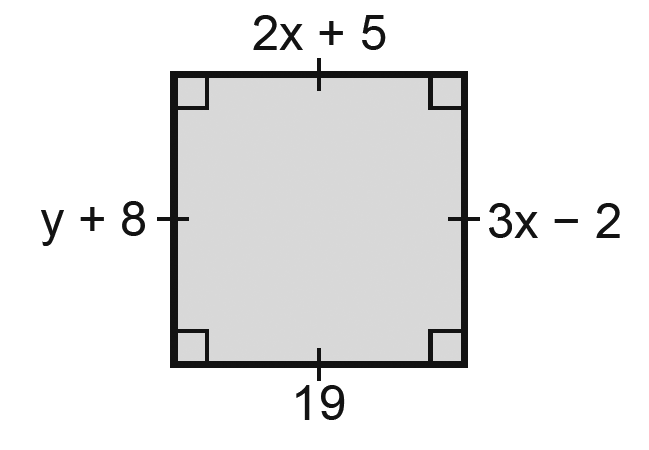 2x + 5
y + 8
3x − 2
19